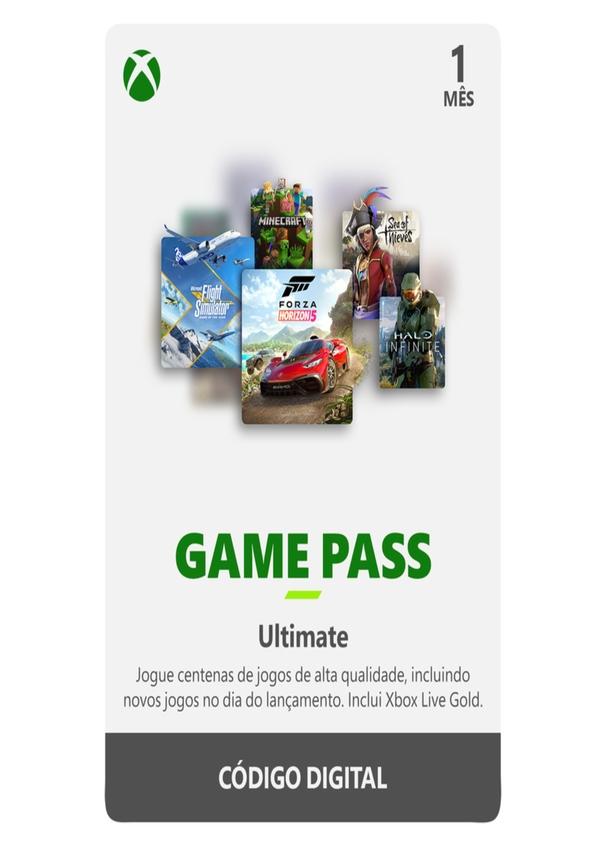 1
MÊS
MINECRAFT
Sea of
Thieves
Microsoft
Flight
Simulator
FORZA
HORIZON 5
HALO
INFINITE
GAME PASS
Ultimate
Jogue centenas de jogos de alta qualidade, incluindo
novos jogos no dia do lançamento. Inclui Xbox Live Gold.
CÓDIGO DIGITAL